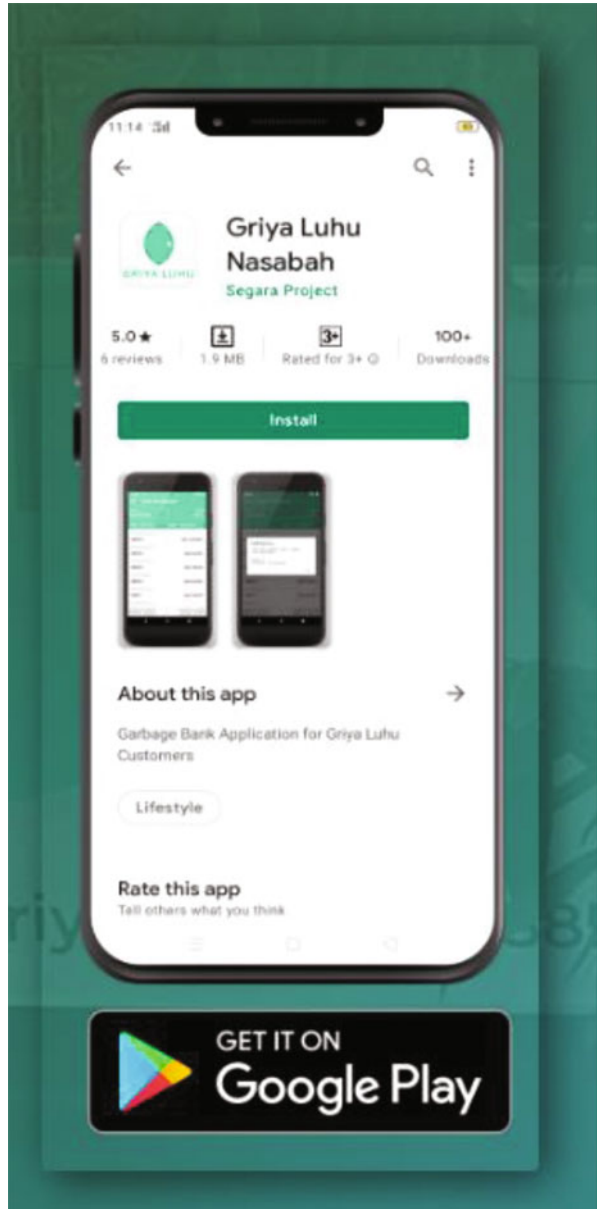 11:14
Griya Luhu
Nasabah
Segara Project
GRIYA LUHU
5.0★
6 reviews
1.9 MB
3+
Rated for 3+
100+
Downloads
Install
About this app
Garbage Bank Application for Griya Luhu
Customers
Lifestyle
Rate this app
Tell others what you think
GET IT ON
Google Play